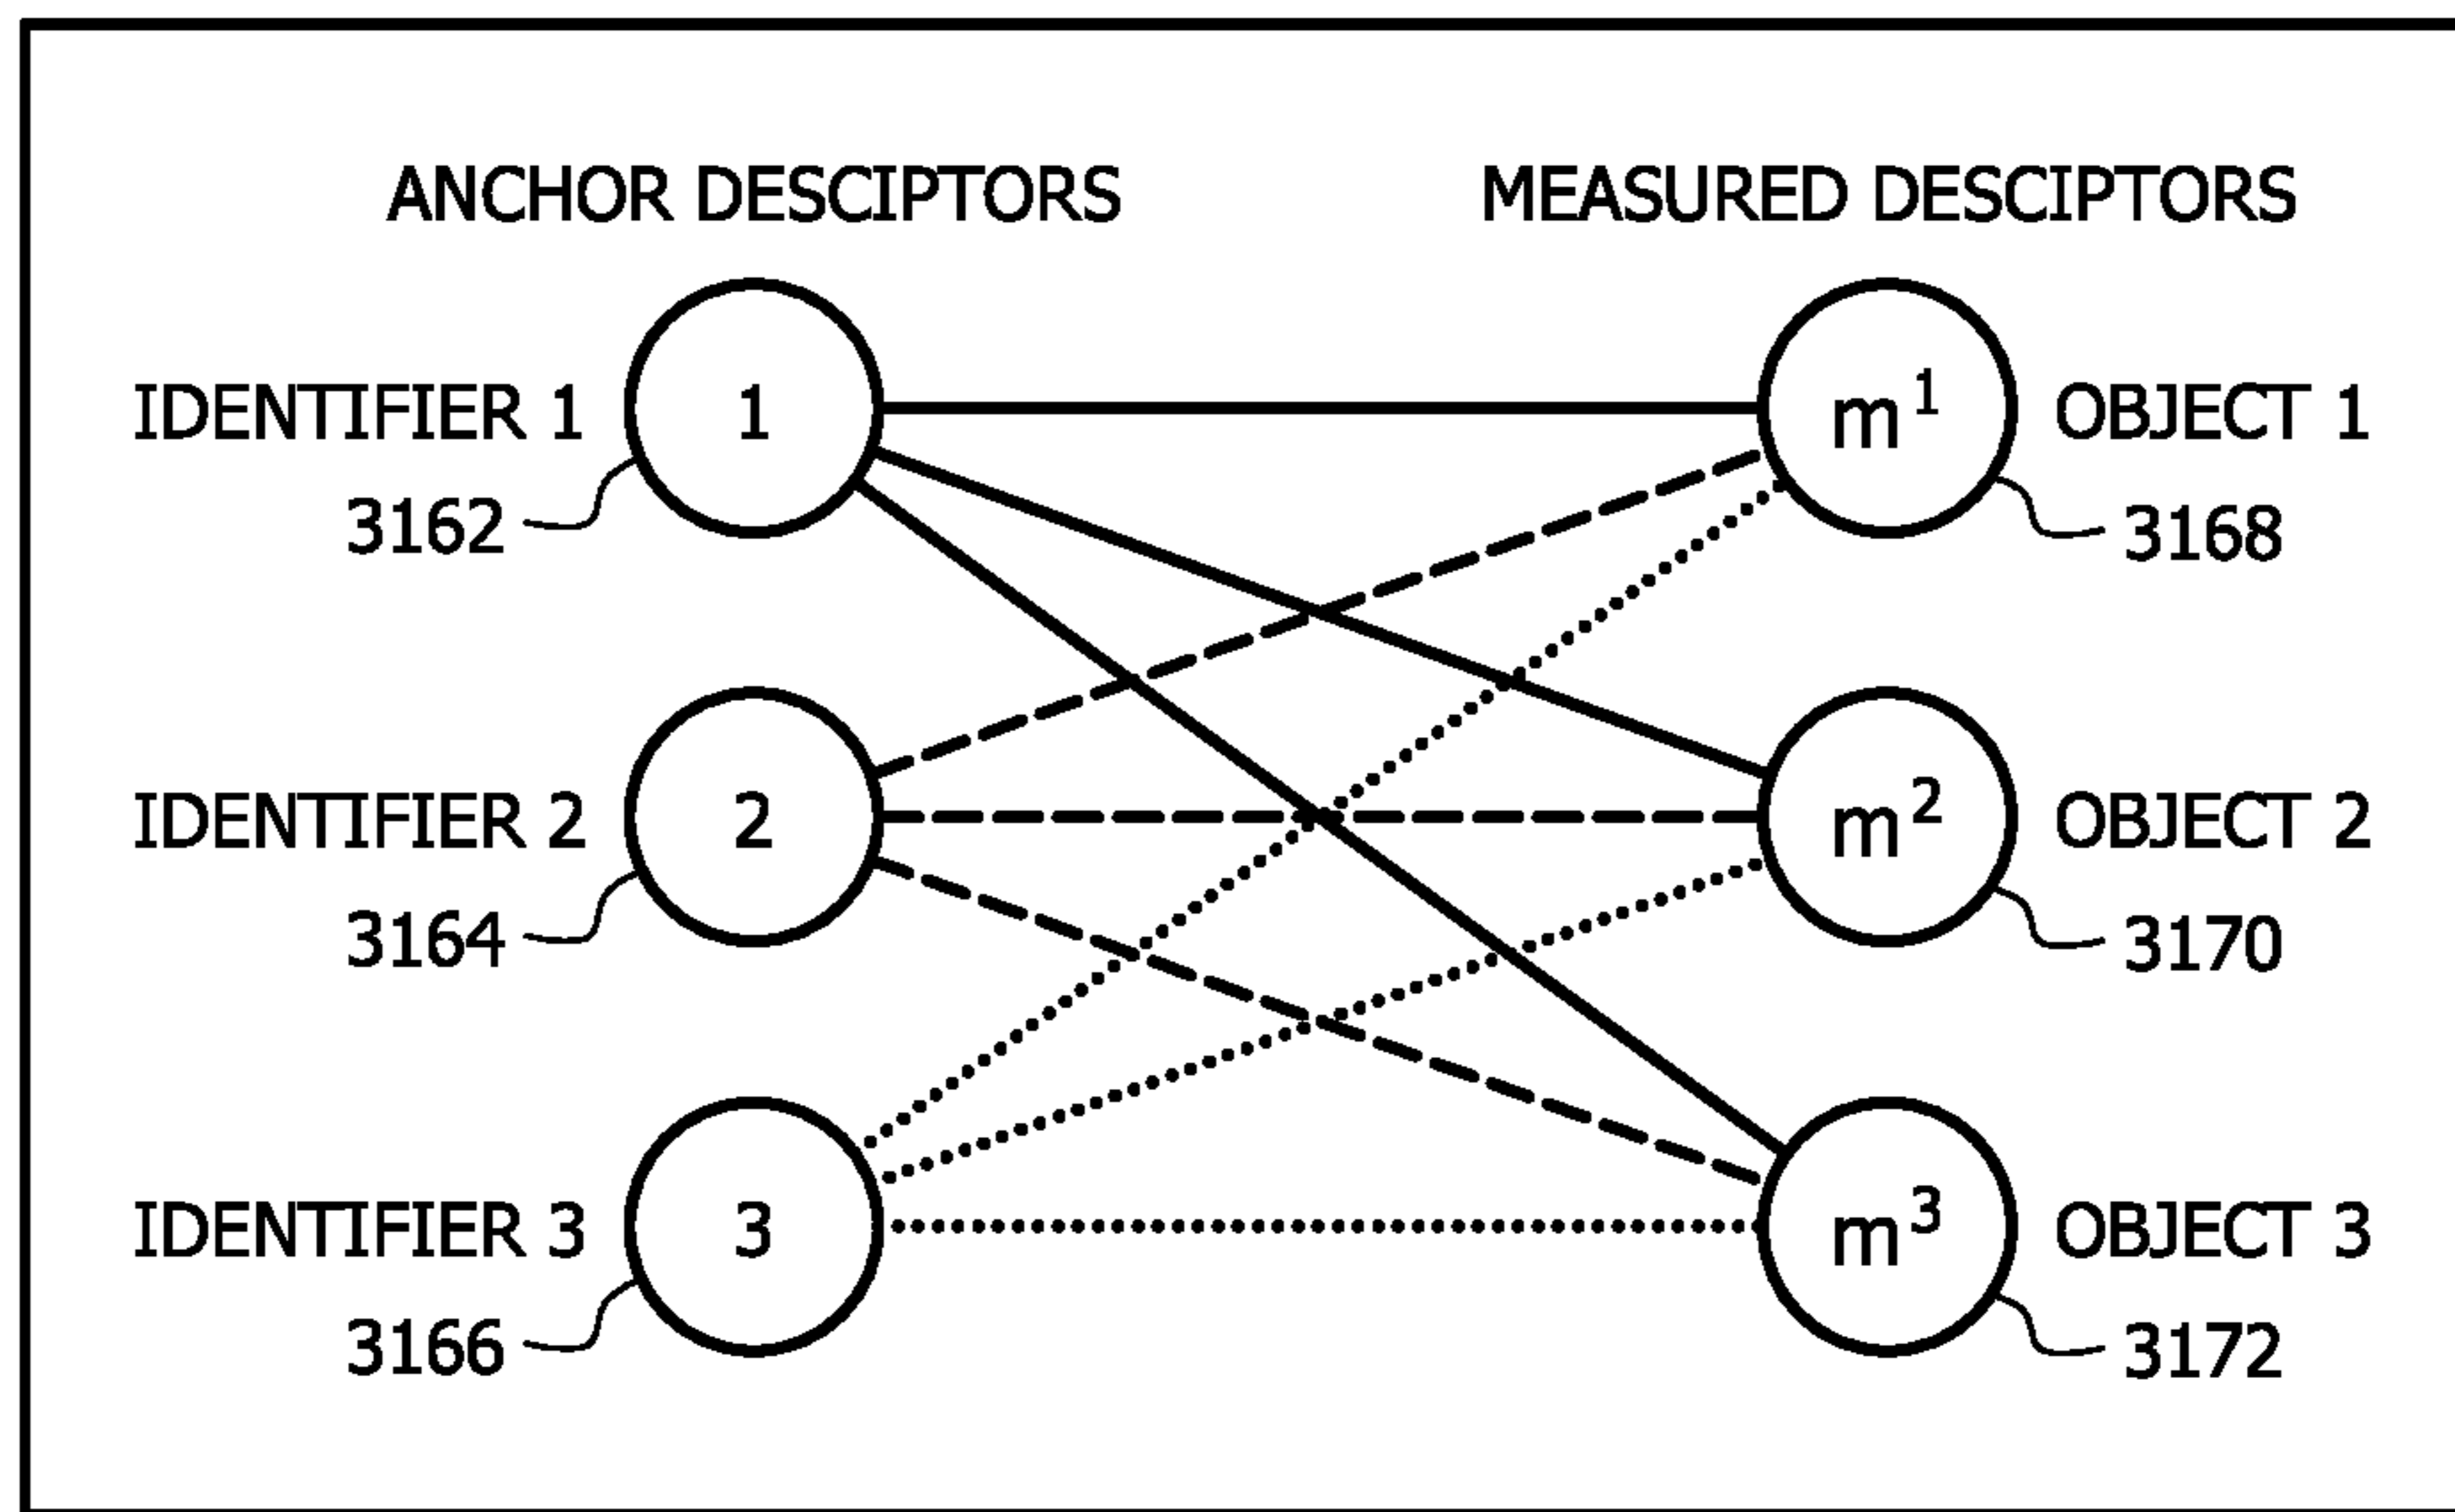 ANCHOR DESCIPTORS
MEASURED DESCIPTORS
IDENTIFIER 1
1
m¹
OBJECT 1
3162
3168
IDENTIFIER 2
2
m²
OBJECT 2
3164
3170
IDENTIFIER 3
3
m³
OBJECT 3
3166
3172